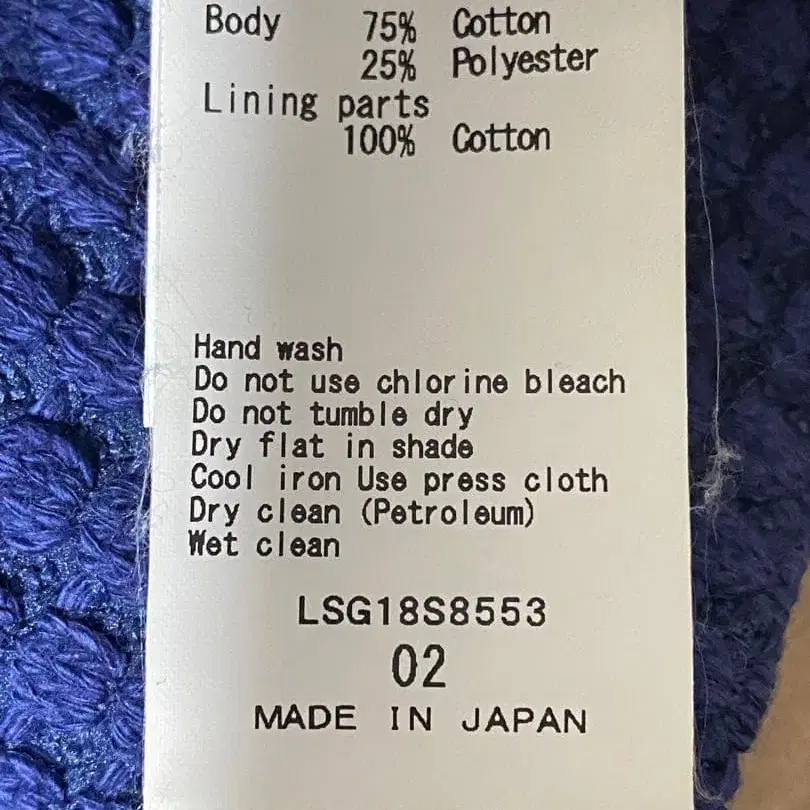 Body 75% Cotton
25% Polyester
Lining parts
100% Cotton
Hand wash
Do not use chlorine bleach
Do not tumble dry
Dry flat in shade
Cool iron Use press cloth
Dry clean (Petroleum)
Wet clean
LSG18S8553
02
MADE IN JAPAN